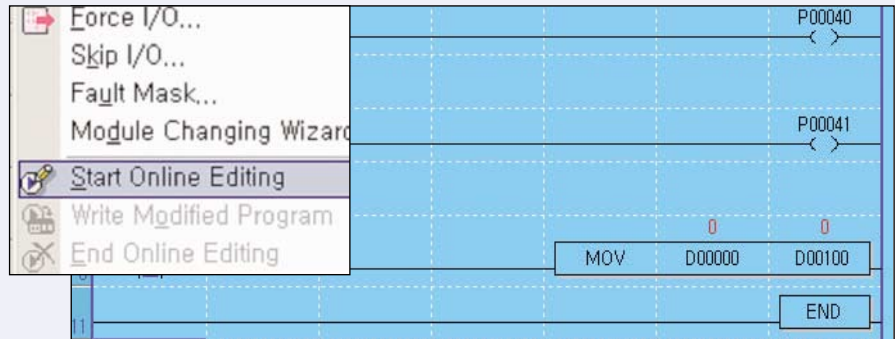 Force I/O...
Skip I/O...
Fault Mask...
Module Changing Wizard
Start Online Editing
Write Modified Program
End Online Editing
P00040
P00041
0 0
MOV D00000 D00100
END
11